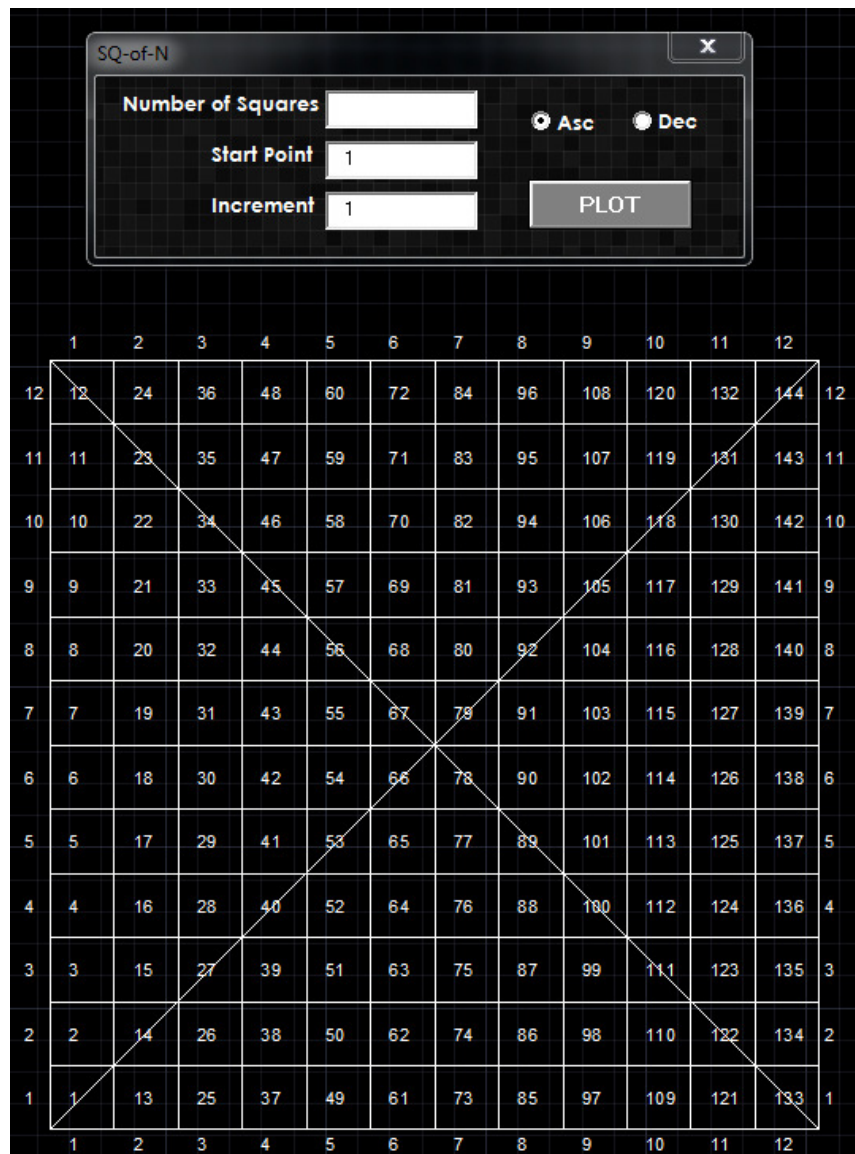 SQ-of-N x
Number of Squares
Asc Dec
Start Point 1
Increment 1 PLOT
1 2 3 4 5 6 7 8 9 10 11 12
12 12 24 36 48 60 72 84 96 108 120 132 144 12
11 11 23 35 47 59 71 83 95 107 119 131 143 11
10 10 22 34 46 58 70 82 94 106 118 130 142 10
9 9 21 33 45 57 69 81 93 105 117 129 141 9
8 8 20 32 44 56 68 80 92 104 116 128 140 8
7 7 19 31 43 55 67 79 91 103 115 127 139 7
6 6 18 30 42 54 66 78 90 102 114 126 138 6
5 5 17 29 41 53 65 77 89 101 113 125 137 5
4 4 16 28 40 52 64 76 88 100 112 124 136 4
3 3 15 27 39 51 63 75 87 99 111 123 135 3
2 2 14 26 38 50 62 74 86 98 110 122 134 2
1 1 13 25 37 49 61 73 85 97 109 121 133 1
1 2 3 4 5 6 7 8 9 10 11 12